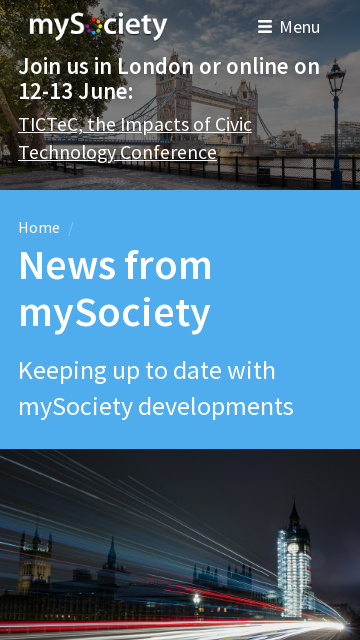 mySociety
Menu
Join us in London or online on
12-13 June:
TICTeC, the Impacts of Civic
Technology Conference
Home /
News from
mySociety
Keeping up to date with
mySociety developments